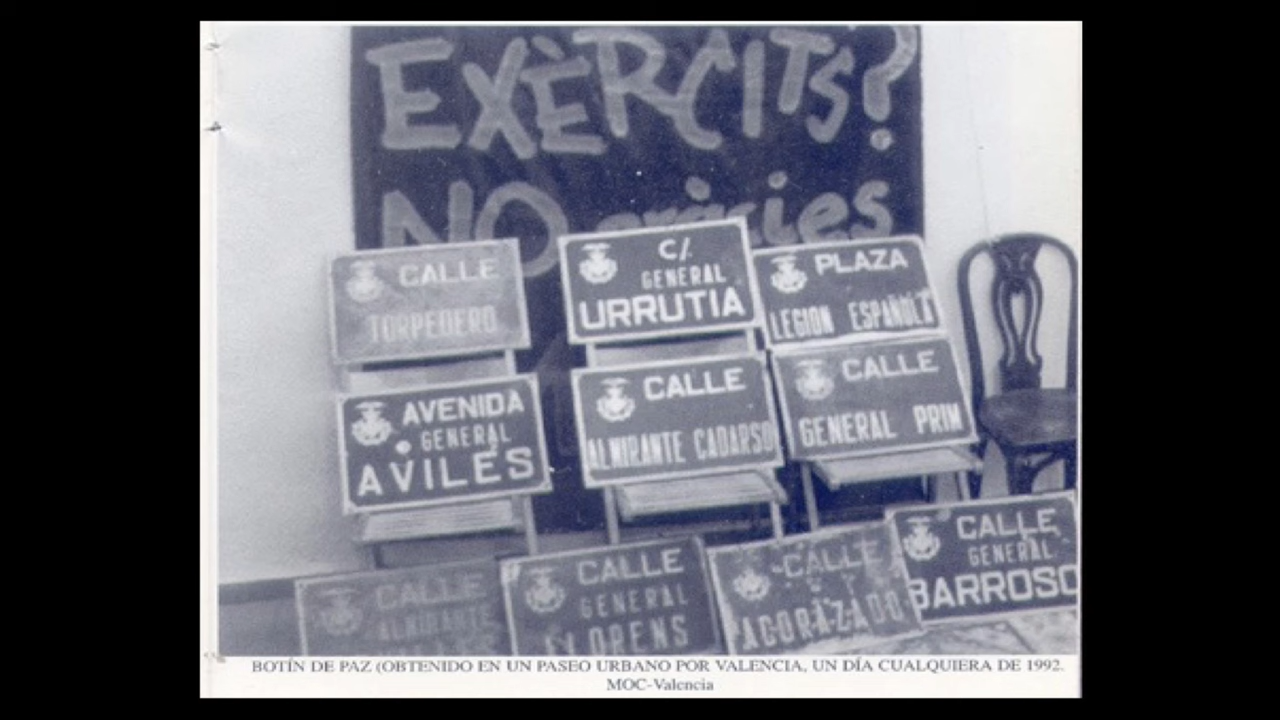 EXÈRCITS?
NO gràcies
CALLE
TORPEDERO
C/.
GENERAL
URRUTIA
PLAZA
LEGION ESPAÑOLA
AVENIDA
GENERAL
AVILES
CALLE
ALMIRANTE CADARSO
CALLE
GENERAL PRIM
CALLE
ALMIRANTE
CALLE
GENERAL
LLORENS
CALLE
ACORAZADO
CALLE
GENERAL
BARROSO
BOTÍN DE PAZ (OBTENIDO EN UN PASEO URBANO POR VALENCIA, UN DÍA CUALQUIERA DE 1992.
MOC-Valencia